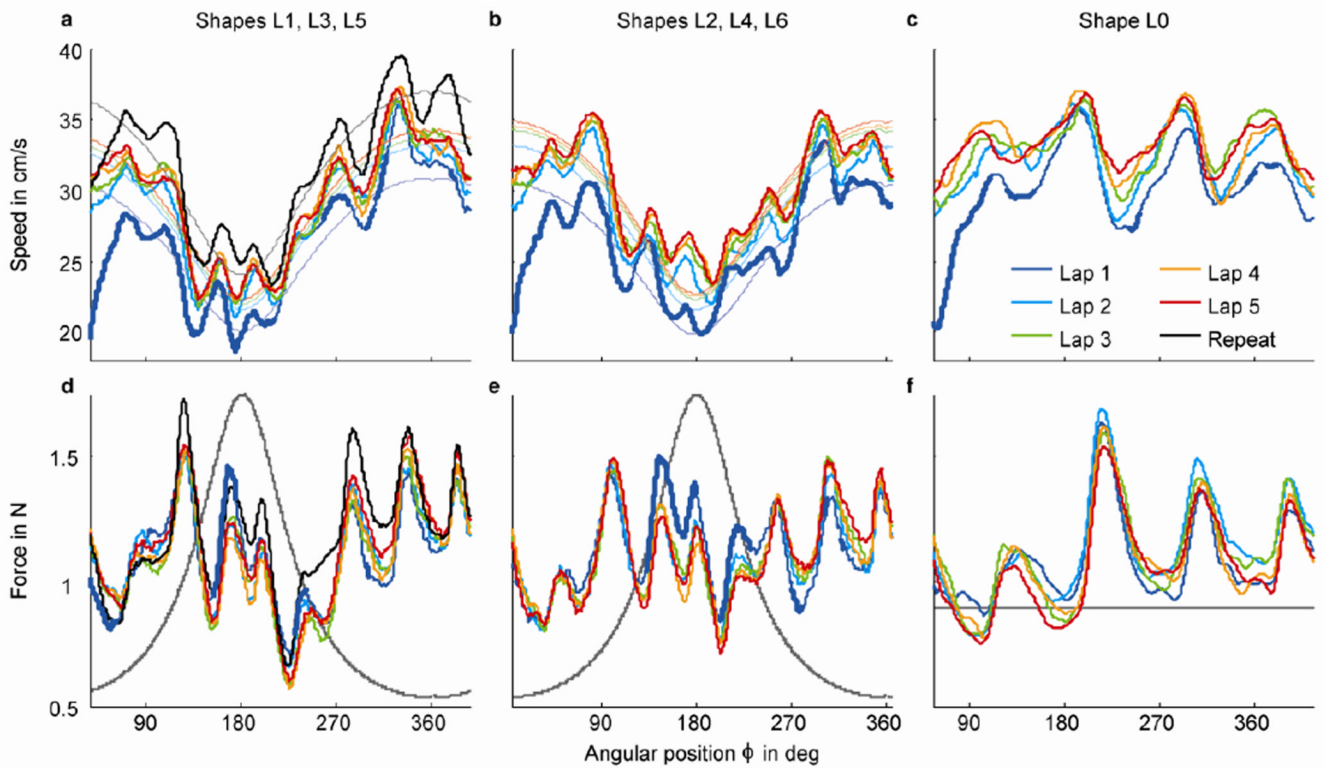 a Shapes L1, L3, L5
b Shapes L2, L4, L6
c Shape L0
Speed in cm/s
40
35
30
25
20
Lap 1
Lap 2
Lap 3
Lap 4
Lap 5
Repeat
d
e
f
Force in N
1.5
1
0.5
90 180 270 360
90 180 270 360
90 180 270 360
Angular position ϕ in deg